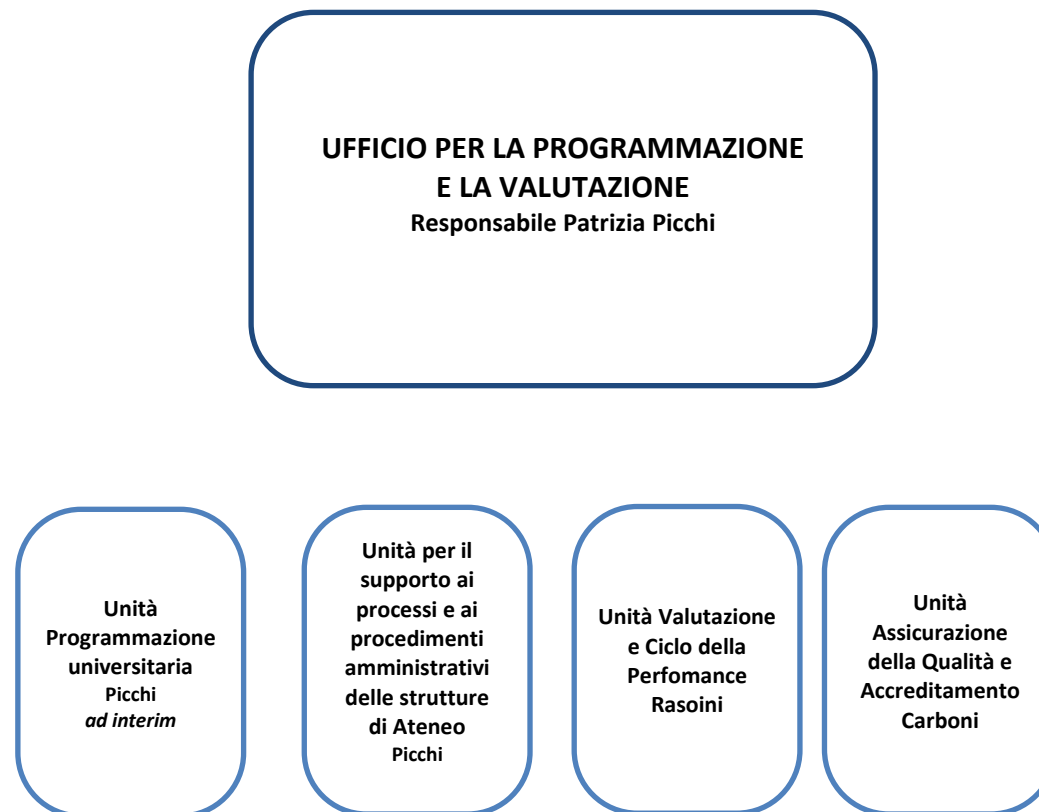 UFFICIO PER LA PROGRAMMAZIONE
E LA VALUTAZIONE
Responsabile Patrizia Picchi
Unità
Programmazione
universitaria
Picchi
ad interim
Unità per il
supporto ai
processi e ai
procedimenti
amministrativi
delle strutture
di Ateneo
Picchi
Unità Valutazione
e Ciclo della
Perfomance
Rasoini
Unità
Assicurazione
della Qualità e
Accreditamento
Carboni